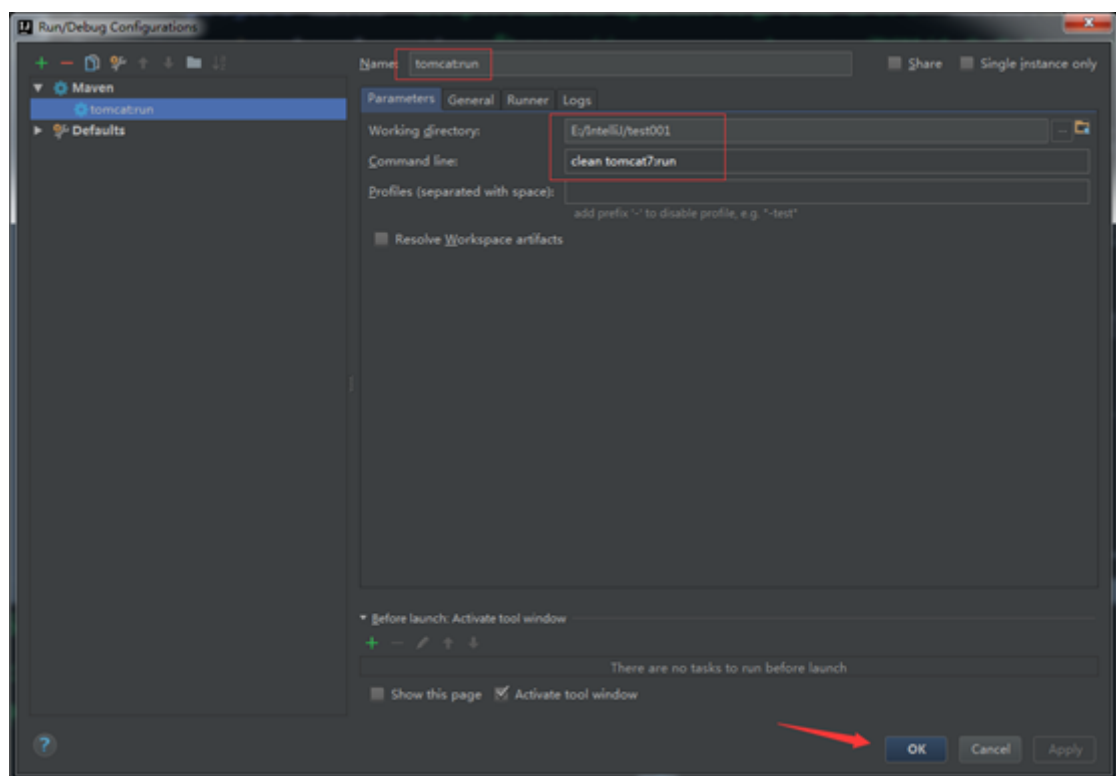 Run/Debug Configurations
Name: tomcat:run
Share
Single instance only
Maven
tomcat:run
Defaults
Parameters General Runner Logs
Working directory: E:/IntelliJ/test001
Command line: clean tomcat7:run
Profiles (separated with space):
add prefix '-' to disable profile, e.g. "-test"
Resolve Workspace artifacts
Before launch: Activate tool window
There are no tasks to run before launch
Show this page Activate tool window
OK Cancel Apply